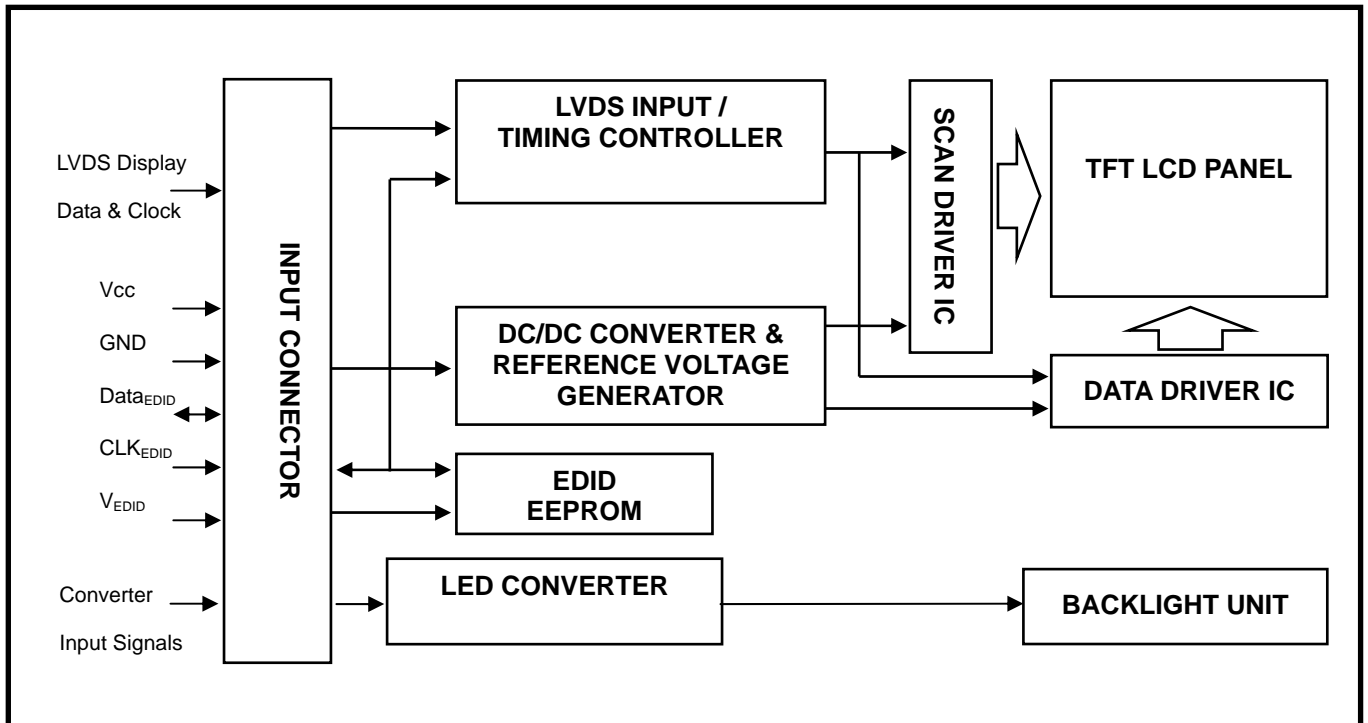 LVDS Display
Data & Clock
Vcc
GND
DataEDID
CLKEDID
VEDID
Converter
Input Signals
INPUT CONNECTOR
LVDS INPUT /
TIMING CONTROLLER
DC/DC CONVERTER &
REFERENCE VOLTAGE
GENERATOR
EDID
EEPROM
LED CONVERTER
SCAN DRIVER IC
TFT LCD PANEL
DATA DRIVER IC
BACKLIGHT UNIT